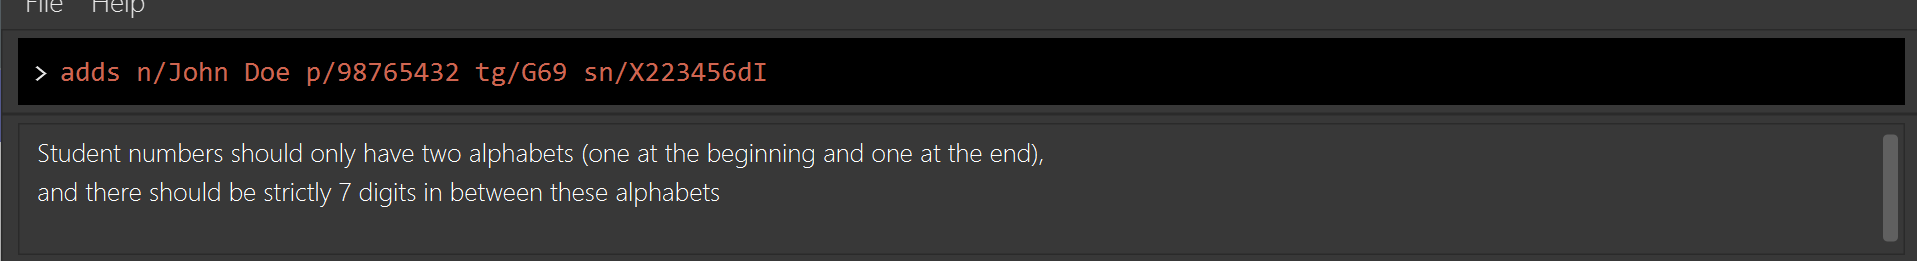 File Help
> adds n/John Doe p/98765432 tg/G69 sn/X223456dI
Student numbers should only have two alphabets (one at the beginning and one at the end),
and there should be strictly 7 digits in between these alphabets